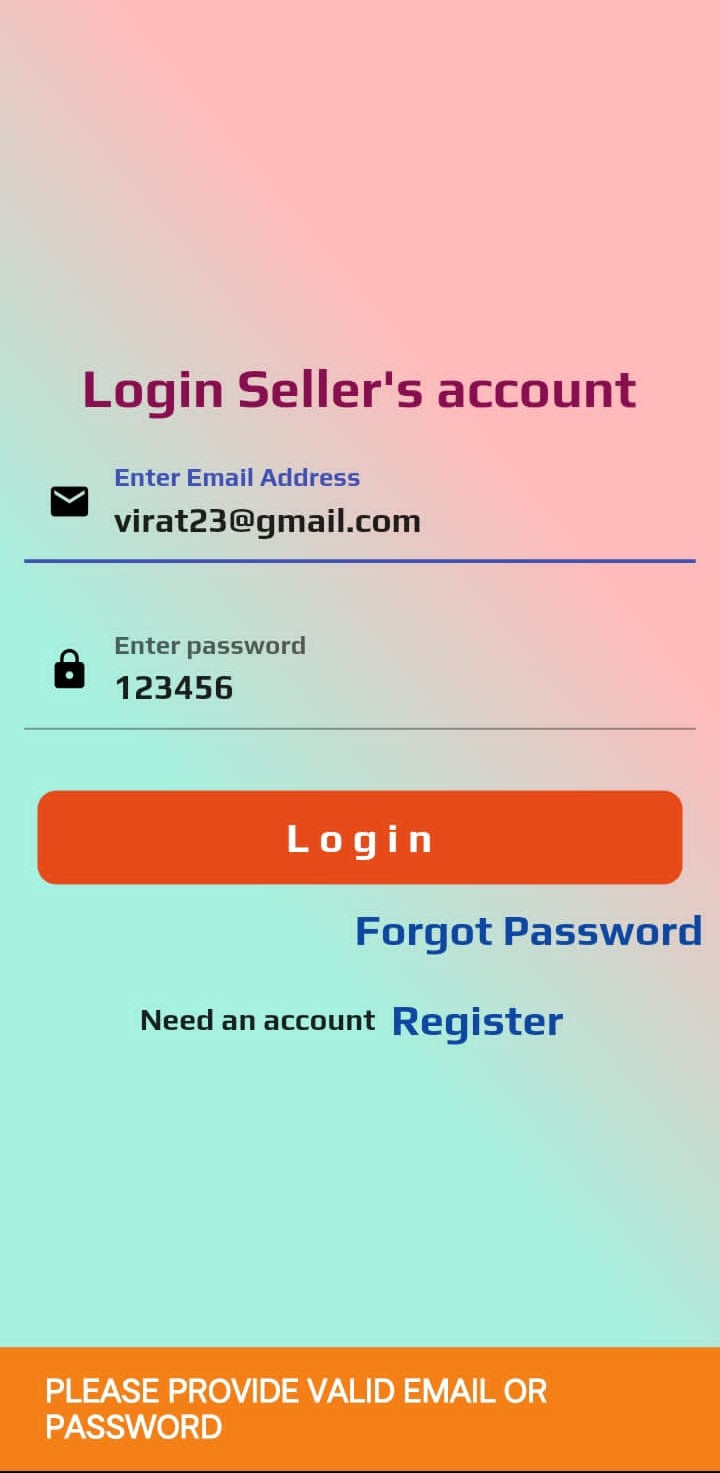 Login Seller's account
Enter Email Address
virat23@gmail.com
Enter password
123456
Login
Forgot Password
Need an account Register
PLEASE PROVIDE VALID EMAIL OR
PASSWORD